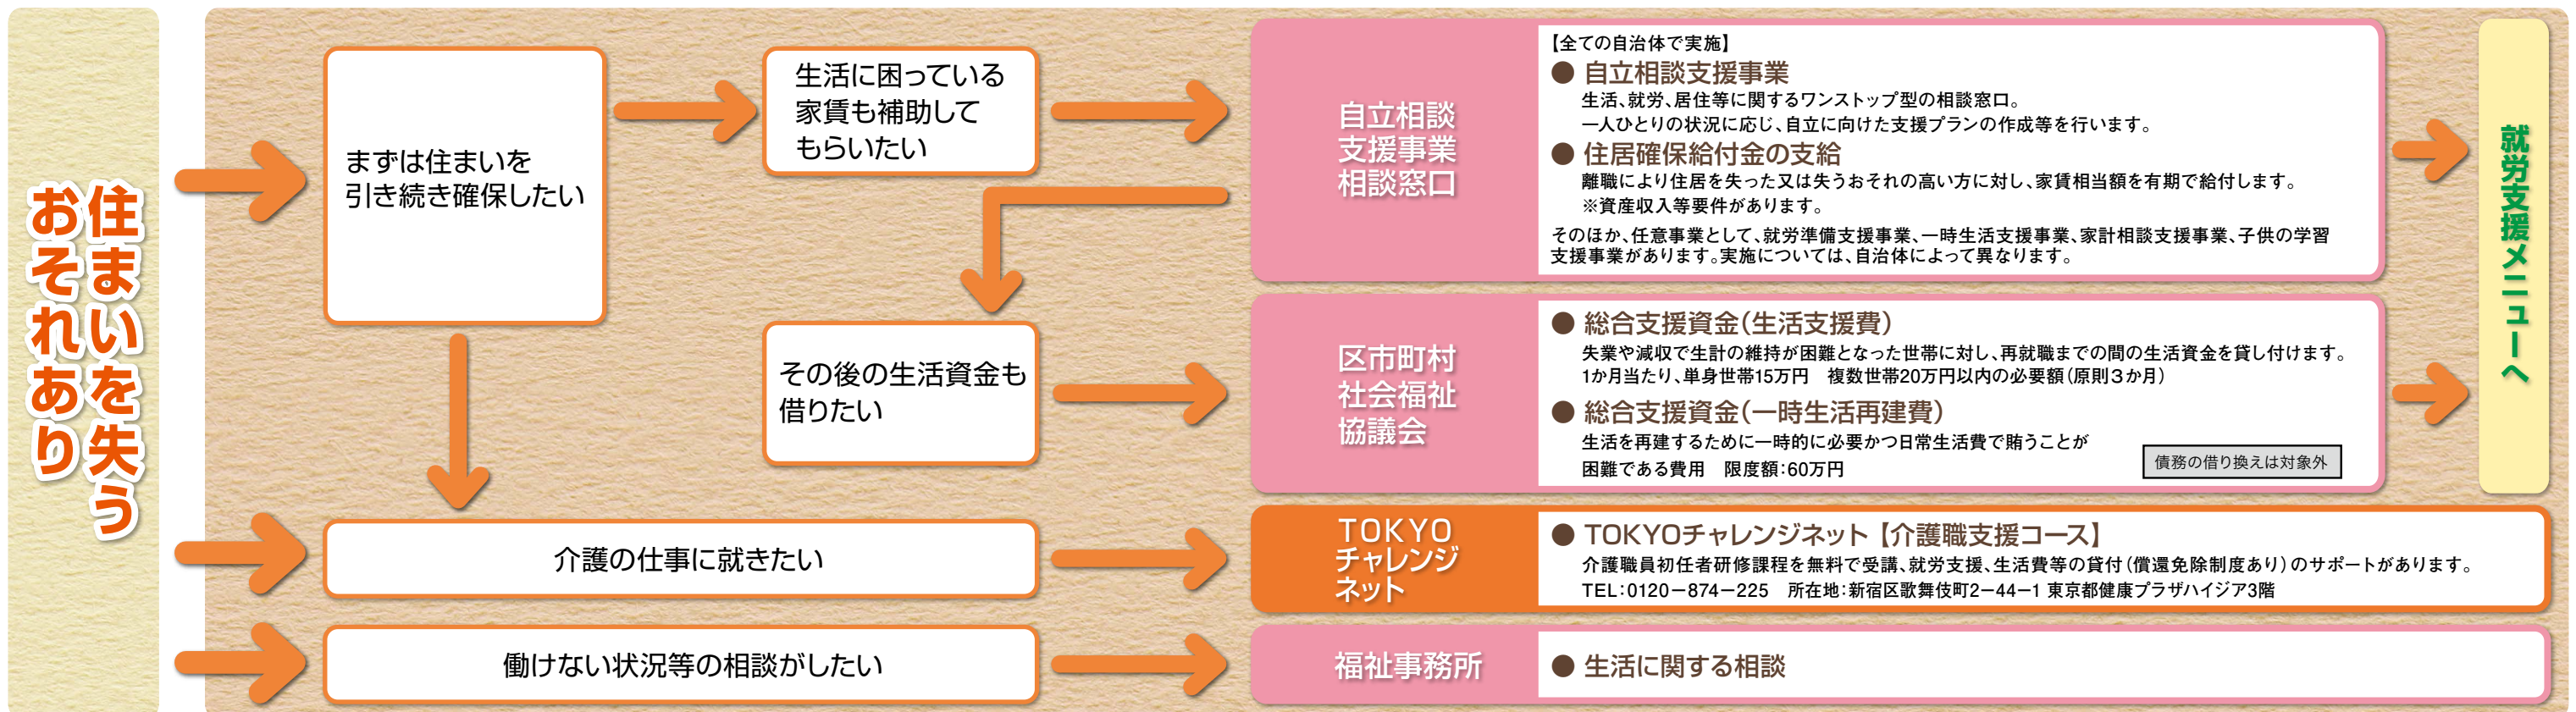 住まいを失う
おそれあり
まずは住まいを
引き続き確保したい
生活に困っている
家賃も補助して
もらいたい
自立相談
支援事業
相談窓口
【全ての自治体で実施】
● 自立相談支援事業
生活、就労、居住等に関するワンストップ型の相談窓口。
一人ひとりの状況に応じ、自立に向けた支援プランの作成等を行います。
● 住居確保給付金の支給
離職により住居を失った又は失うおそれの高い方に対し、家賃相当額を有期で給付します。
※資産収入等要件があります。
そのほか、任意事業として、就労準備支援事業、一時生活支援事業、家計相談支援事業、子供の学習
支援事業があります。実施については、自治体によって異なります。
その後の生活資金も
借りたい
区市町村
社会福祉
協議会
● 総合支援資金（生活支援費）
失業や減収で生計の維持が困難となった世帯に対し、再就職までの間の生活資金を貸し付けます。
1か月当たり、単身世帯15万円　複数世帯20万円以内の必要額（原則３か月）
● 総合支援資金（一時生活再建費）
生活を再建するために一時的に必要かつ日常生活費で賄うことが
困難である費用　限度額：60万円
債務の借り換えは対象外
就労支援メニューへ
介護の仕事に就きたい
TOKYO
チャレンジ
ネット
● TOKYOチャレンジネット【介護職支援コース】
介護職員初任者研修課程を無料で受講、就労支援、生活費等の貸付（償還免除制度あり）のサポートがあります。
TEL：0120－874－225　所在地：新宿区歌舞伎町2－44－1 東京都健康プラザハイジア3階
働けない状況等の相談がしたい
福祉事務所
● 生活に関する相談